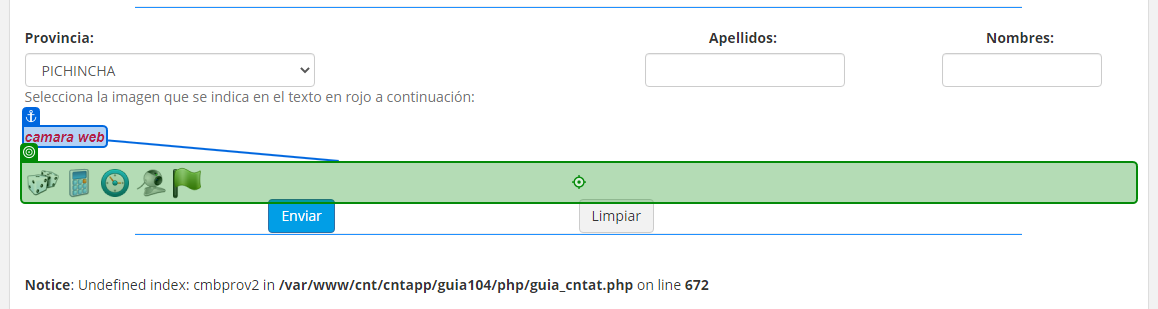 Provincia: Apellidos: Nombres:
PICHINCHA
Selecciona la imagen que se indica en el texto en rojo a continuación:
camara web
Enviar Limpiar
Notice: Undefined index: cmbprov2 in /var/www/cnt/cntapp/guia104/php/guia_cntat.php on line 672